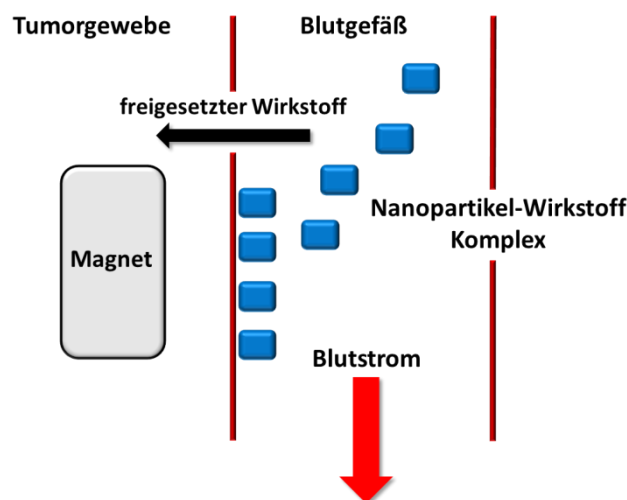 Tumorgewebe
Blutgefäß
freigesetzter Wirkstoff
Nanopartikel-Wirkstoff
Komplex
Magnet
Blutstrom